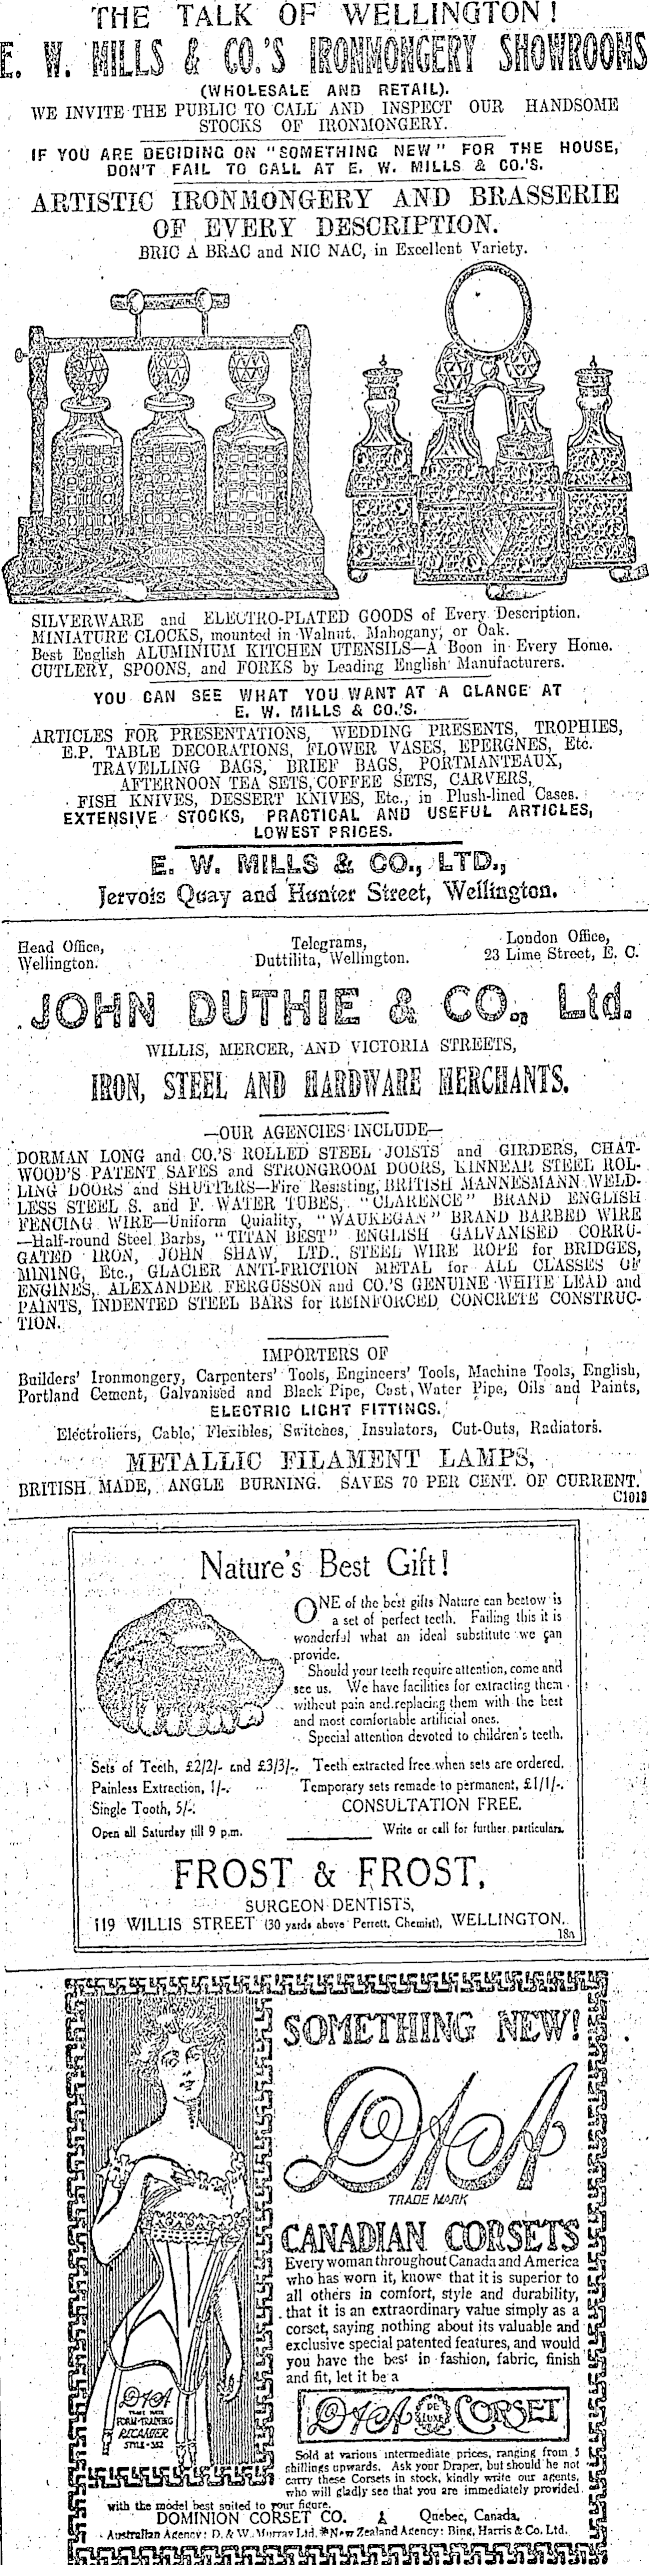 THE TALK OF WELLINGTON!
E. W. MILLS & CO.'S IRONMONGERY SHOWROOMS
(WHOLESALE AND RETAIL).
WE INVITE THE PUBLIC TO CALL AND INSPECT OUR HANDSOME
STOCKS OF IRONMONGERY.
IF YOU ARE DECIDING ON "SOMETHING NEW" FOR THE HOUSE,
DON'T FAIL TO CALL AT E. W. MILLS & CO.'S.
ARTISTIC IRONMONGERY AND BRASSERIE
OF EVERY DESCRIPTION.
BRIC A BRAC and NIC NAC, in Excellent Variety.
SILVERWARE and ELECTRO-PLATED GOODS of Every Description.
MINIATURE CLOCKS, mounted in Walnut, Mahogany, or Oak.
Best English ALUMINIUM KITCHEN UTENSILS—A Boon in Every Home.
CUTLERY, SPOONS, and FORKS by Leading English Manufacturers.
YOU CAN SEE WHAT YOU WANT AT A GLANCE AT
E. W. MILLS & CO.'S.
ARTICLES FOR PRESENTATIONS, WEDDING PRESENTS, TROPHIES,
E.P. TABLE DECORATIONS, FLOWER VASES, EPERGNES, Etc.
TRAVELLING BAGS, BRIEF BAGS, PORTMANTEAUX,
AFTERNOON TEA SETS, COFFEE SETS, CARVERS,
FISH KNIVES, DESSERT KNIVES, Etc., in Plush-lined Cases.
EXTENSIVE STOCKS, PRACTICAL AND USEFUL ARTICLES,
LOWEST PRICES.
E. W. MILLS & CO., LTD.,
Jervois Quay and Hunter Street, Wellington.
Head Office, Telegrams, London Office,
Wellington. Duttilita, Wellington. 23 Lime Street, E. C.
JOHN DUTHIE & CO., Ltd.
WILLIS, MERCER, AND VICTORIA STREETS,
IRON, STEEL AND HARDWARE MERCHANTS.
—OUR AGENCIES INCLUDE—
DORMAN LONG and CO.'S ROLLED STEEL JOISTS and GIRDERS, CHAT-
WOOD'S PATENT SAFES and STRONGROOM DOORS, KINNEAR STEEL ROL-
LING DOORS and SHUTTERS—Fire Resisting, BRITISH MANNESMANN WELD-
LESS STEEL S. and F. WATER TUBES, "CLARENCE" BRAND ENGLISH
FENCING WIRE—Uniform Quiality, "WAUKEGAN" BRAND BARBED WIRE
—Half-round Steel Barbs, "TITAN BEST" ENGLISH GALVANISED CORRU-
GATED IRON, JOHN SHAW, LTD., STEEL WIRE ROPE for BRIDGES,
MINING, Etc., GLACIER ANTI-FRICTION METAL for ALL CLASSES OF
ENGINES, ALEXANDER FERGUSSON and CO.'S GENUINE WHITE LEAD and
PAINTS, INDENTED STEEL BARS for REINFORCED CONCRETE CONSTRUC-
TION.
IMPORTERS OF
Builders' Ironmongery, Carpenters' Tools, Engineers' Tools, Machine Tools, English,
Portland Cement, Galvanised and Black Pipe, Cast Water Pipe, Oils and Paints,
ELECTRIC LIGHT FITTINGS.
Electroliers, Cable, Flexibles, Switches, Insulators, Cut-Outs, Radiators.
METALLIC FILAMENT LAMPS,
BRITISH MADE, ANGLE BURNING. SAVES 70 PER CENT. OF CURRENT.
C1013
Nature's Best Gift!
ONE of the best gifts Nature can bestow is
a set of perfect teeth. Failing this it is
wonderful what an ideal substitute we can
provide.
Should your teeth require attention, come and
see us. We have facilities for extracting them
without pain and replacing them with the best
and most comfortable artificial ones.
Special attention devoted to children's teeth.
Sets of Teeth, £2/2/- and £3/3/-. Teeth extracted free when sets are ordered.
Painless Extraction, 1/-. Temporary sets remade to permanent, £1/1/-.
Single Tooth, 5/-. CONSULTATION FREE.
Open all Saturday till 9 p.m. Write or call for further particulars.
FROST & FROST,
SURGEON DENTISTS,
119 WILLIS STREET (30 yards above Perrett, Chemist), WELLINGTON.
18a
SOMETHING NEW!
D & A
TRADE MARK
CANADIAN CORSETS
Every woman throughout Canada and America
who has worn it, knows that it is superior to
all others in comfort, style and durability,
that it is an extraordinary value simply as a
corset, saying nothing about its valuable and
exclusive special patented features, and would
you have the best in fashion, fabric, finish
and fit, let it be a
D & A DE LUXE CORSET
D & A
TRADE MARK
FORM-TRAINING
RECAMIER
STYLE-552
Sold at various intermediate prices, ranging from 5
shillings upwards. Ask your Draper, but should he not
carry these Corsets in stock, kindly write our agents,
who will gladly see that you are immediately provided
with the model best suited to your figure.
DOMINION CORSET CO. Quebec, Canada.
Australian Agency: D. & W. Murray Ltd. New Zealand Agency: Bing, Harris & Co. Ltd.